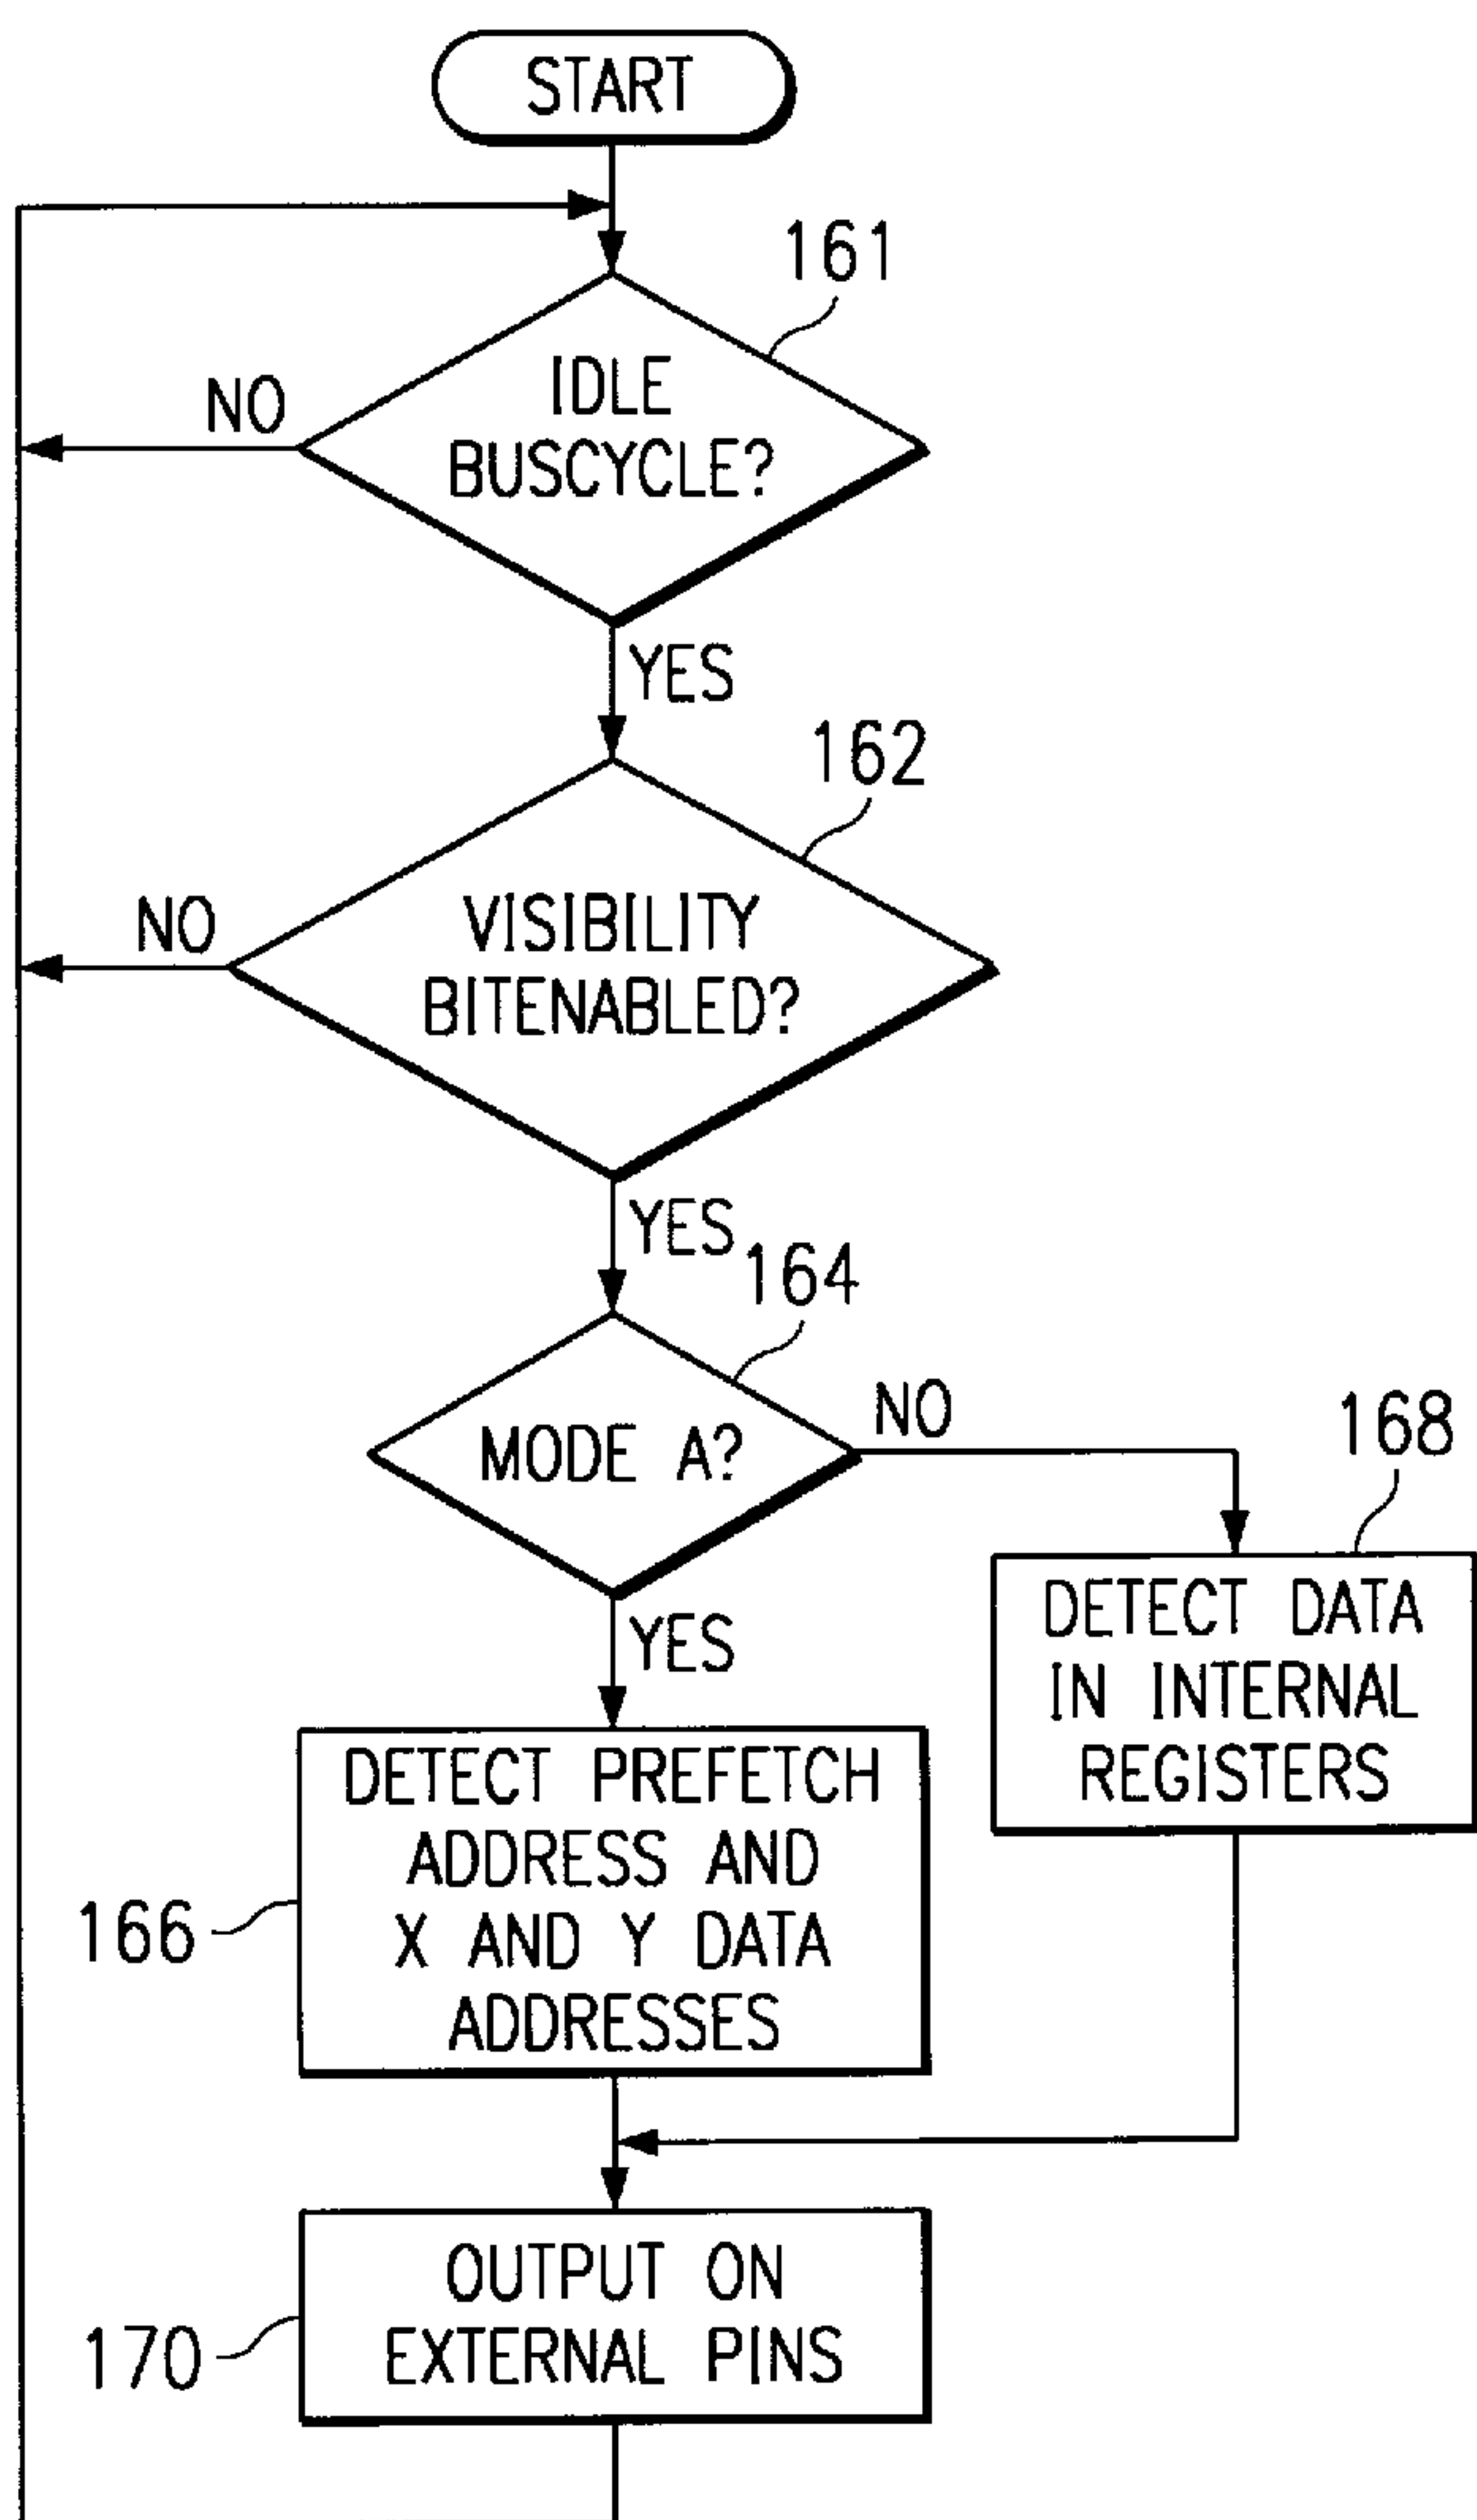 START
161
IDLE
BUSCYCLE?
NO
YES
162
VISIBILITY
BITENABLED?
NO
YES
164
MODE A?
NO
168
YES
DETECT DATA
IN INTERNAL
REGISTERS
DETECT PREFETCH
ADDRESS AND
X AND Y DATA
ADDRESSES
166
OUTPUT ON
EXTERNAL PINS
170